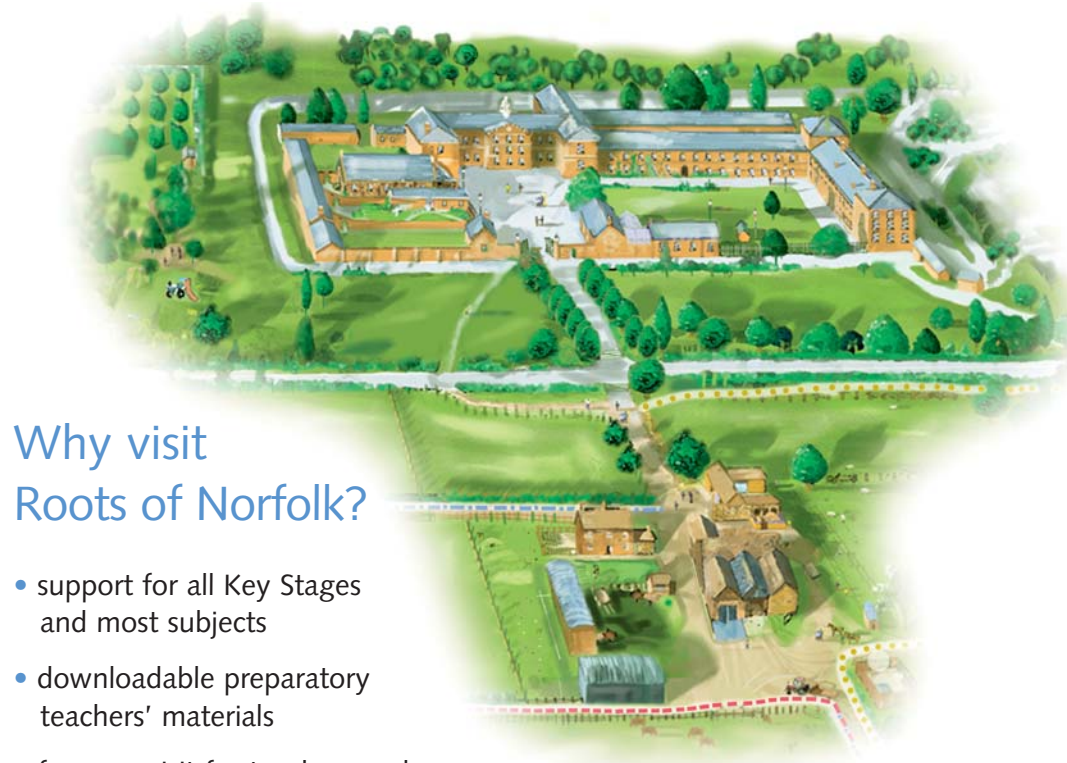 Why visit
Roots of Norfolk?
• support for all Key Stages
and most subjects
• downloadable preparatory
teachers' materials